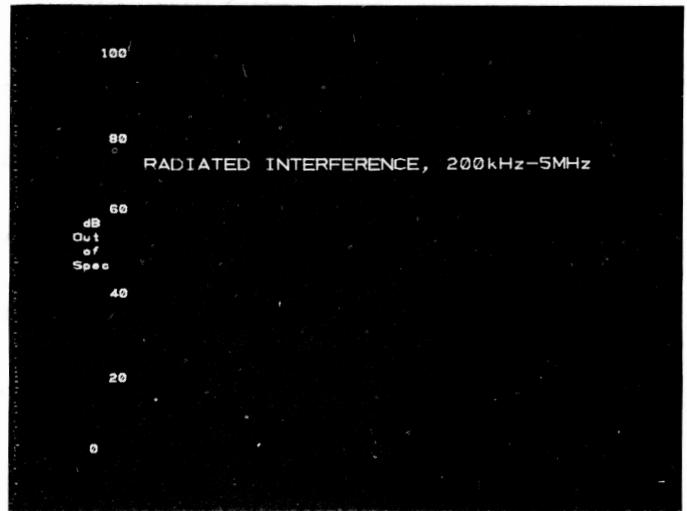 100
80
RADIATED INTERFERENCE, 200kHz-5MHz
60
dB
Out
of
Spec
40
20
0